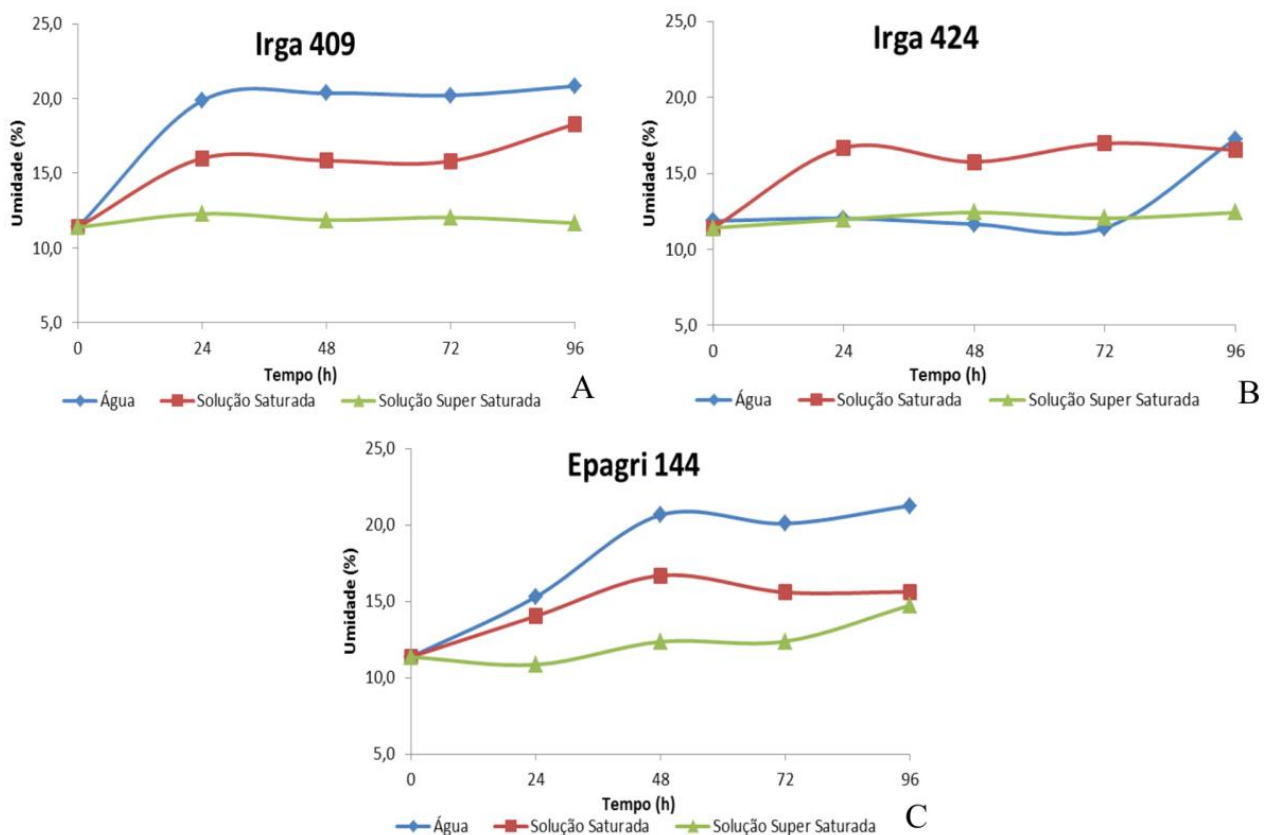 Irga 409
Umidade (%)
25,0
20,0
15,0
10,0
5,0
0 24 48 72 96
Tempo (h)
Água Solução Saturada Solução Super Saturada
A
Irga 424
Umidade (%)
25,0
20,0
15,0
10,0
5,0
0 24 48 72 96
Tempo (h)
Água Solução Saturada Solução Super Saturada
B
Epagri 144
Umidade (%)
25,0
20,0
15,0
10,0
5,0
0 24 48 72 96
Tempo (h)
Água Solução Saturada Solução Super Saturada
C